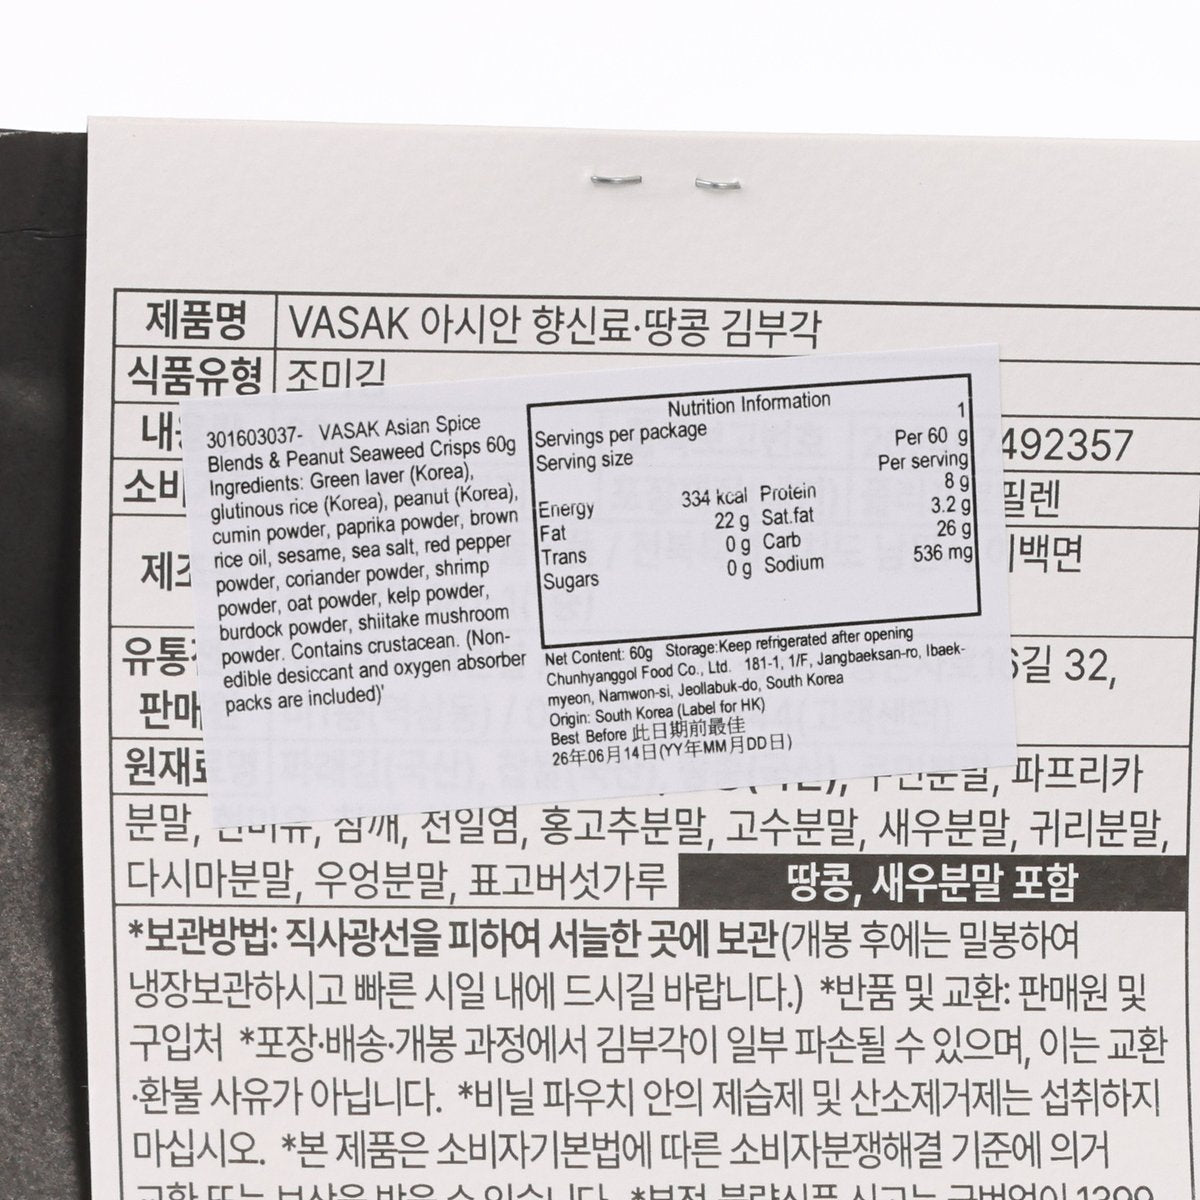 제품명 VASAK 아시안 향신료·땅콩 김부각
식품유형 조미김
301603037- VASAK Asian Spice
Blends & Peanut Seaweed Crisps 60g
Ingredients: Green laver (Korea),
glutinous rice (Korea), peanut (Korea),
cumin powder, paprika powder, brown
rice oil, sesame, sea salt, red pepper
powder, coriander powder, shrimp
powder, oat powder, kelp powder,
burdock powder, shiitake mushroom
powder. Contains crustacean. (Non-
edible desiccant and oxygen absorber
packs are included)'
Nutrition Information
Servings per package 1
Serving size Per 60 g
Per serving
Energy 334 kcal Protein 8 g
Fat 22 g Sat.fat 3.2 g
Trans 0 g Carb 26 g
Sugars 0 g Sodium 536 mg
Net Content: 60g Storage:Keep refrigerated after opening
Chunhyanggol Food Co., Ltd. 181-1, 1/F, Jangbaeksan-ro, Ibaek-
myeon, Namwon-si, Jeollabuk-do, South Korea
Origin: South Korea (Label for HK)
Best Before 此日期前最佳
26年06月14日(YY年MM月DD日)
492357
필렌
백면
길 32,
유통
판매
원재료 파프리카
분말, 현미유, 참깨, 천일염, 홍고추분말, 고수분말, 새우분말, 귀리분말,
다시마분말, 우엉분말, 표고버섯가루 땅콩, 새우분말 포함
*보관방법: 직사광선을 피하여 서늘한 곳에 보관(개봉 후에는 밀봉하여
냉장보관하시고 빠른 시일 내에 드시길 바랍니다.) *반품 및 교환: 판매원 및
구입처 *포장·배송·개봉 과정에서 김부각이 일부 파손될 수 있으며, 이는 교환
·환불 사유가 아닙니다. *비닐 파우치 안의 제습제 및 산소제거제는 섭취하지
마십시오. *본 제품은 소비자기본법에 따른 소비자분쟁해결 기준에 의거